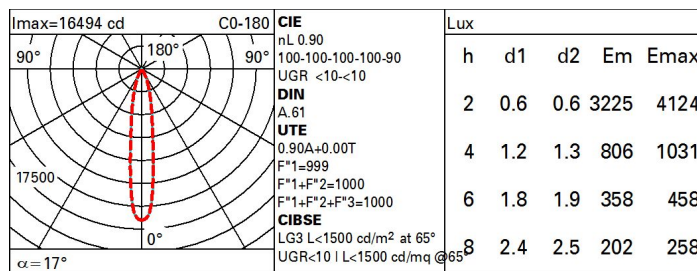 Imax=16494 cd C0-180
90° 180° 90°
17500
0°
α=17°
CIE
nL 0.90
100-100-100-100-90
UGR <10-<10
DIN
A.61
UTE
0.90A+0.00T
F"1=999
F"1+F"2=1000
F"1+F"2+F"3=1000
CIBSE
LG3 L<1500 cd/m² at 65°
UGR<10 | L<1500 cd/mq @65°
Lux
h d1 d2 Em Emax
2 0.6 0.6 3225 4124
4 1.2 1.3 806 1031
6 1.8 1.9 358 458
8 2.4 2.5 202 258